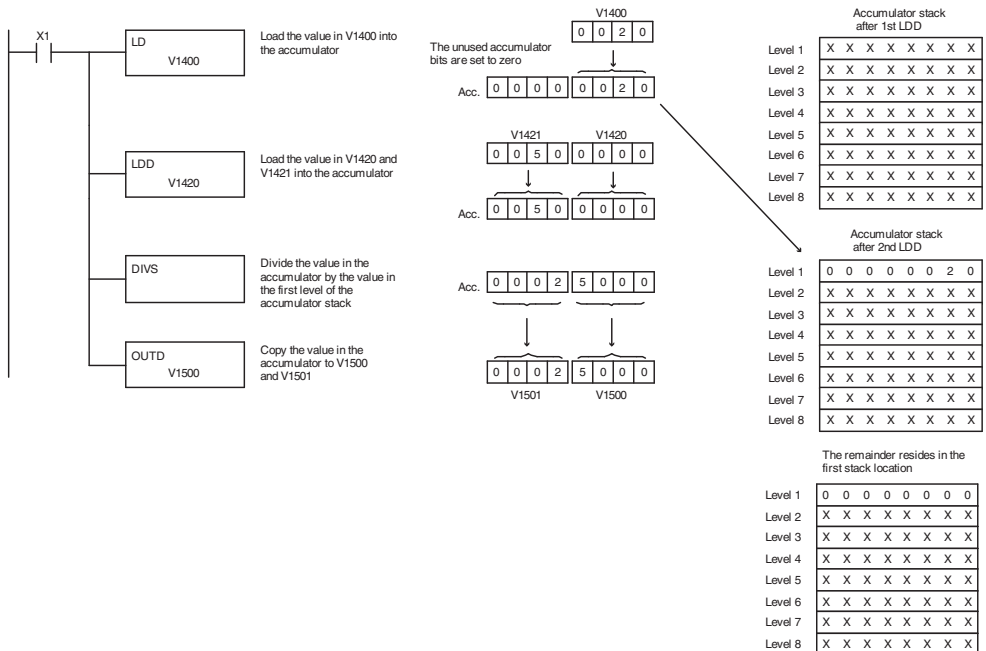 X1
LD
V1400
Load the value in V1400 into
the accumulator
The unused accumulator
bits are set to zero
V1400
0 0 2 0
Acc. 0 0 0 0 0 0 2 0
LDD
V1420
Load the value in V1420 and
V1421 into the accumulator
V1421 V1420
0 0 5 0 0 0 0 0
Acc. 0 0 5 0 0 0 0 0
DIVS
Divide the value in the
accumulator by the value in
the first level of the
accumulator stack
Acc. 0 0 0 2 5 0 0 0
OUTD
V1500
Copy the value in the
accumulator to V1500
and V1501
0 0 0 2 5 0 0 0
V1501 V1500
Accumulator stack
after 1st LDD
Level 1 X X X X X X X X
Level 2 X X X X X X X X
Level 3 X X X X X X X X
Level 4 X X X X X X X X
Level 5 X X X X X X X X
Level 6 X X X X X X X X
Level 7 X X X X X X X X
Level 8 X X X X X X X X
Accumulator stack
after 2nd LDD
Level 1 0 0 0 0 0 0 2 0
Level 2 X X X X X X X X
Level 3 X X X X X X X X
Level 4 X X X X X X X X
Level 5 X X X X X X X X
Level 6 X X X X X X X X
Level 7 X X X X X X X X
Level 8 X X X X X X X X
The remainder resides in the
first stack location
Level 1 0 0 0 0 0 0 0 0
Level 2 X X X X X X X X
Level 3 X X X X X X X X
Level 4 X X X X X X X X
Level 5 X X X X X X X X
Level 6 X X X X X X X X
Level 7 X X X X X X X X
Level 8 X X X X X X X X